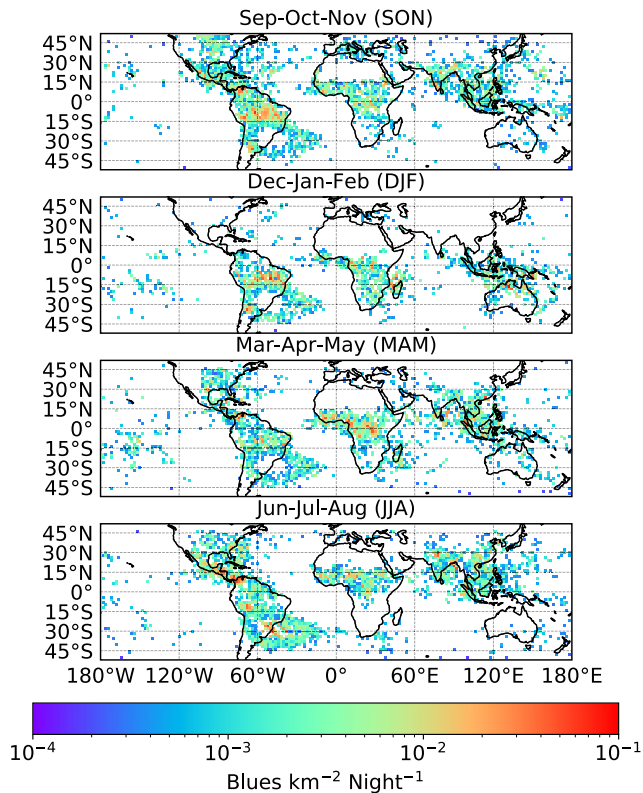 Sep-Oct-Nov (SON)
45°N
30°N
15°N
0°
15°S
30°S
45°S
Dec-Jan-Feb (DJF)
45°N
30°N
15°N
0°
15°S
30°S
45°S
Mar-Apr-May (MAM)
45°N
30°N
15°N
0°
15°S
30°S
45°S
Jun-Jul-Aug (JJA)
45°N
30°N
15°N
0°
15°S
30°S
45°S
180°W 120°W 60°W 0° 60°E 120°E 180°E
10⁻⁴ 10⁻³ 10⁻² 10⁻¹
Blues km⁻² Night⁻¹